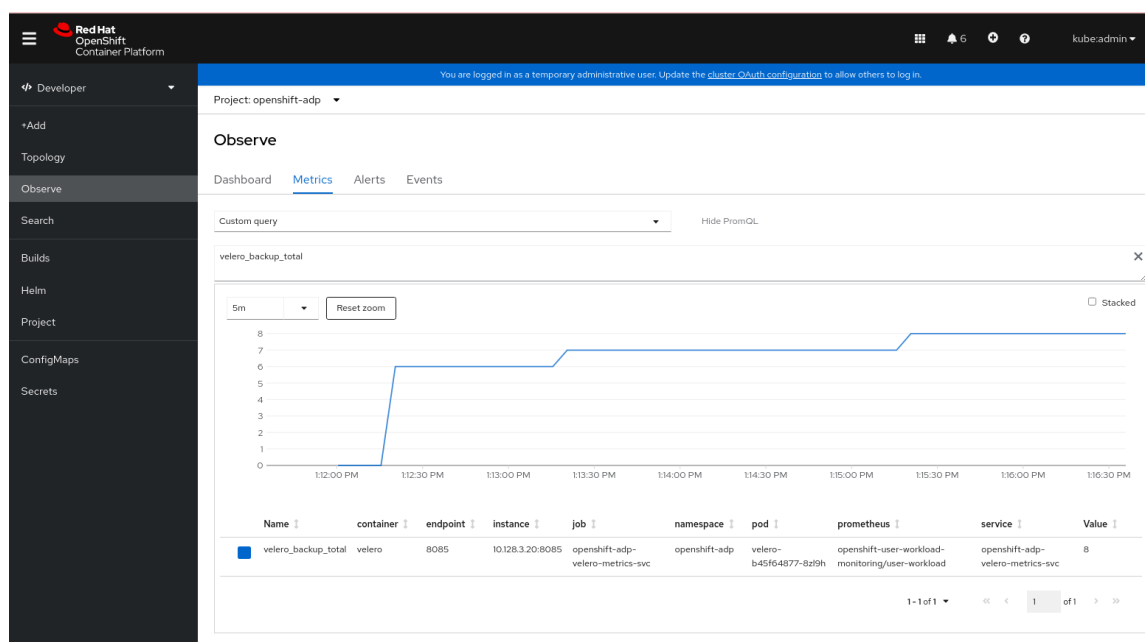 Red Hat
OpenShift
Container Platform
6
kube:admin
Developer
You are logged in as a temporary administrative user. Update the cluster OAuth configuration to allow others to log in.
Project: openshift-adp
+Add
Topology
Observe
Search
Builds
Helm
Project
ConfigMaps
Secrets
Observe
Dashboard Metrics Alerts Events
Custom query
Hide PromQL
velero_backup_total
5m
Reset zoom
Stacked
8
7
6
5
4
3
2
1
0
1:12:00 PM 1:12:30 PM 1:13:00 PM 1:13:30 PM 1:14:00 PM 1:14:30 PM 1:15:00 PM 1:15:30 PM 1:16:00 PM 1:16:30 PM
Name container endpoint instance job namespace pod prometheus service Value
velero_backup_total velero 8085 10.128.3.20:8085 openshift-adp- openshift-adp velero- openshift-user-workload- openshift-adp- 8
velero-metrics-svc b45f64877-8zl9h monitoring/user-workload velero-metrics-svc
1 - 1 of 1
1 of 1